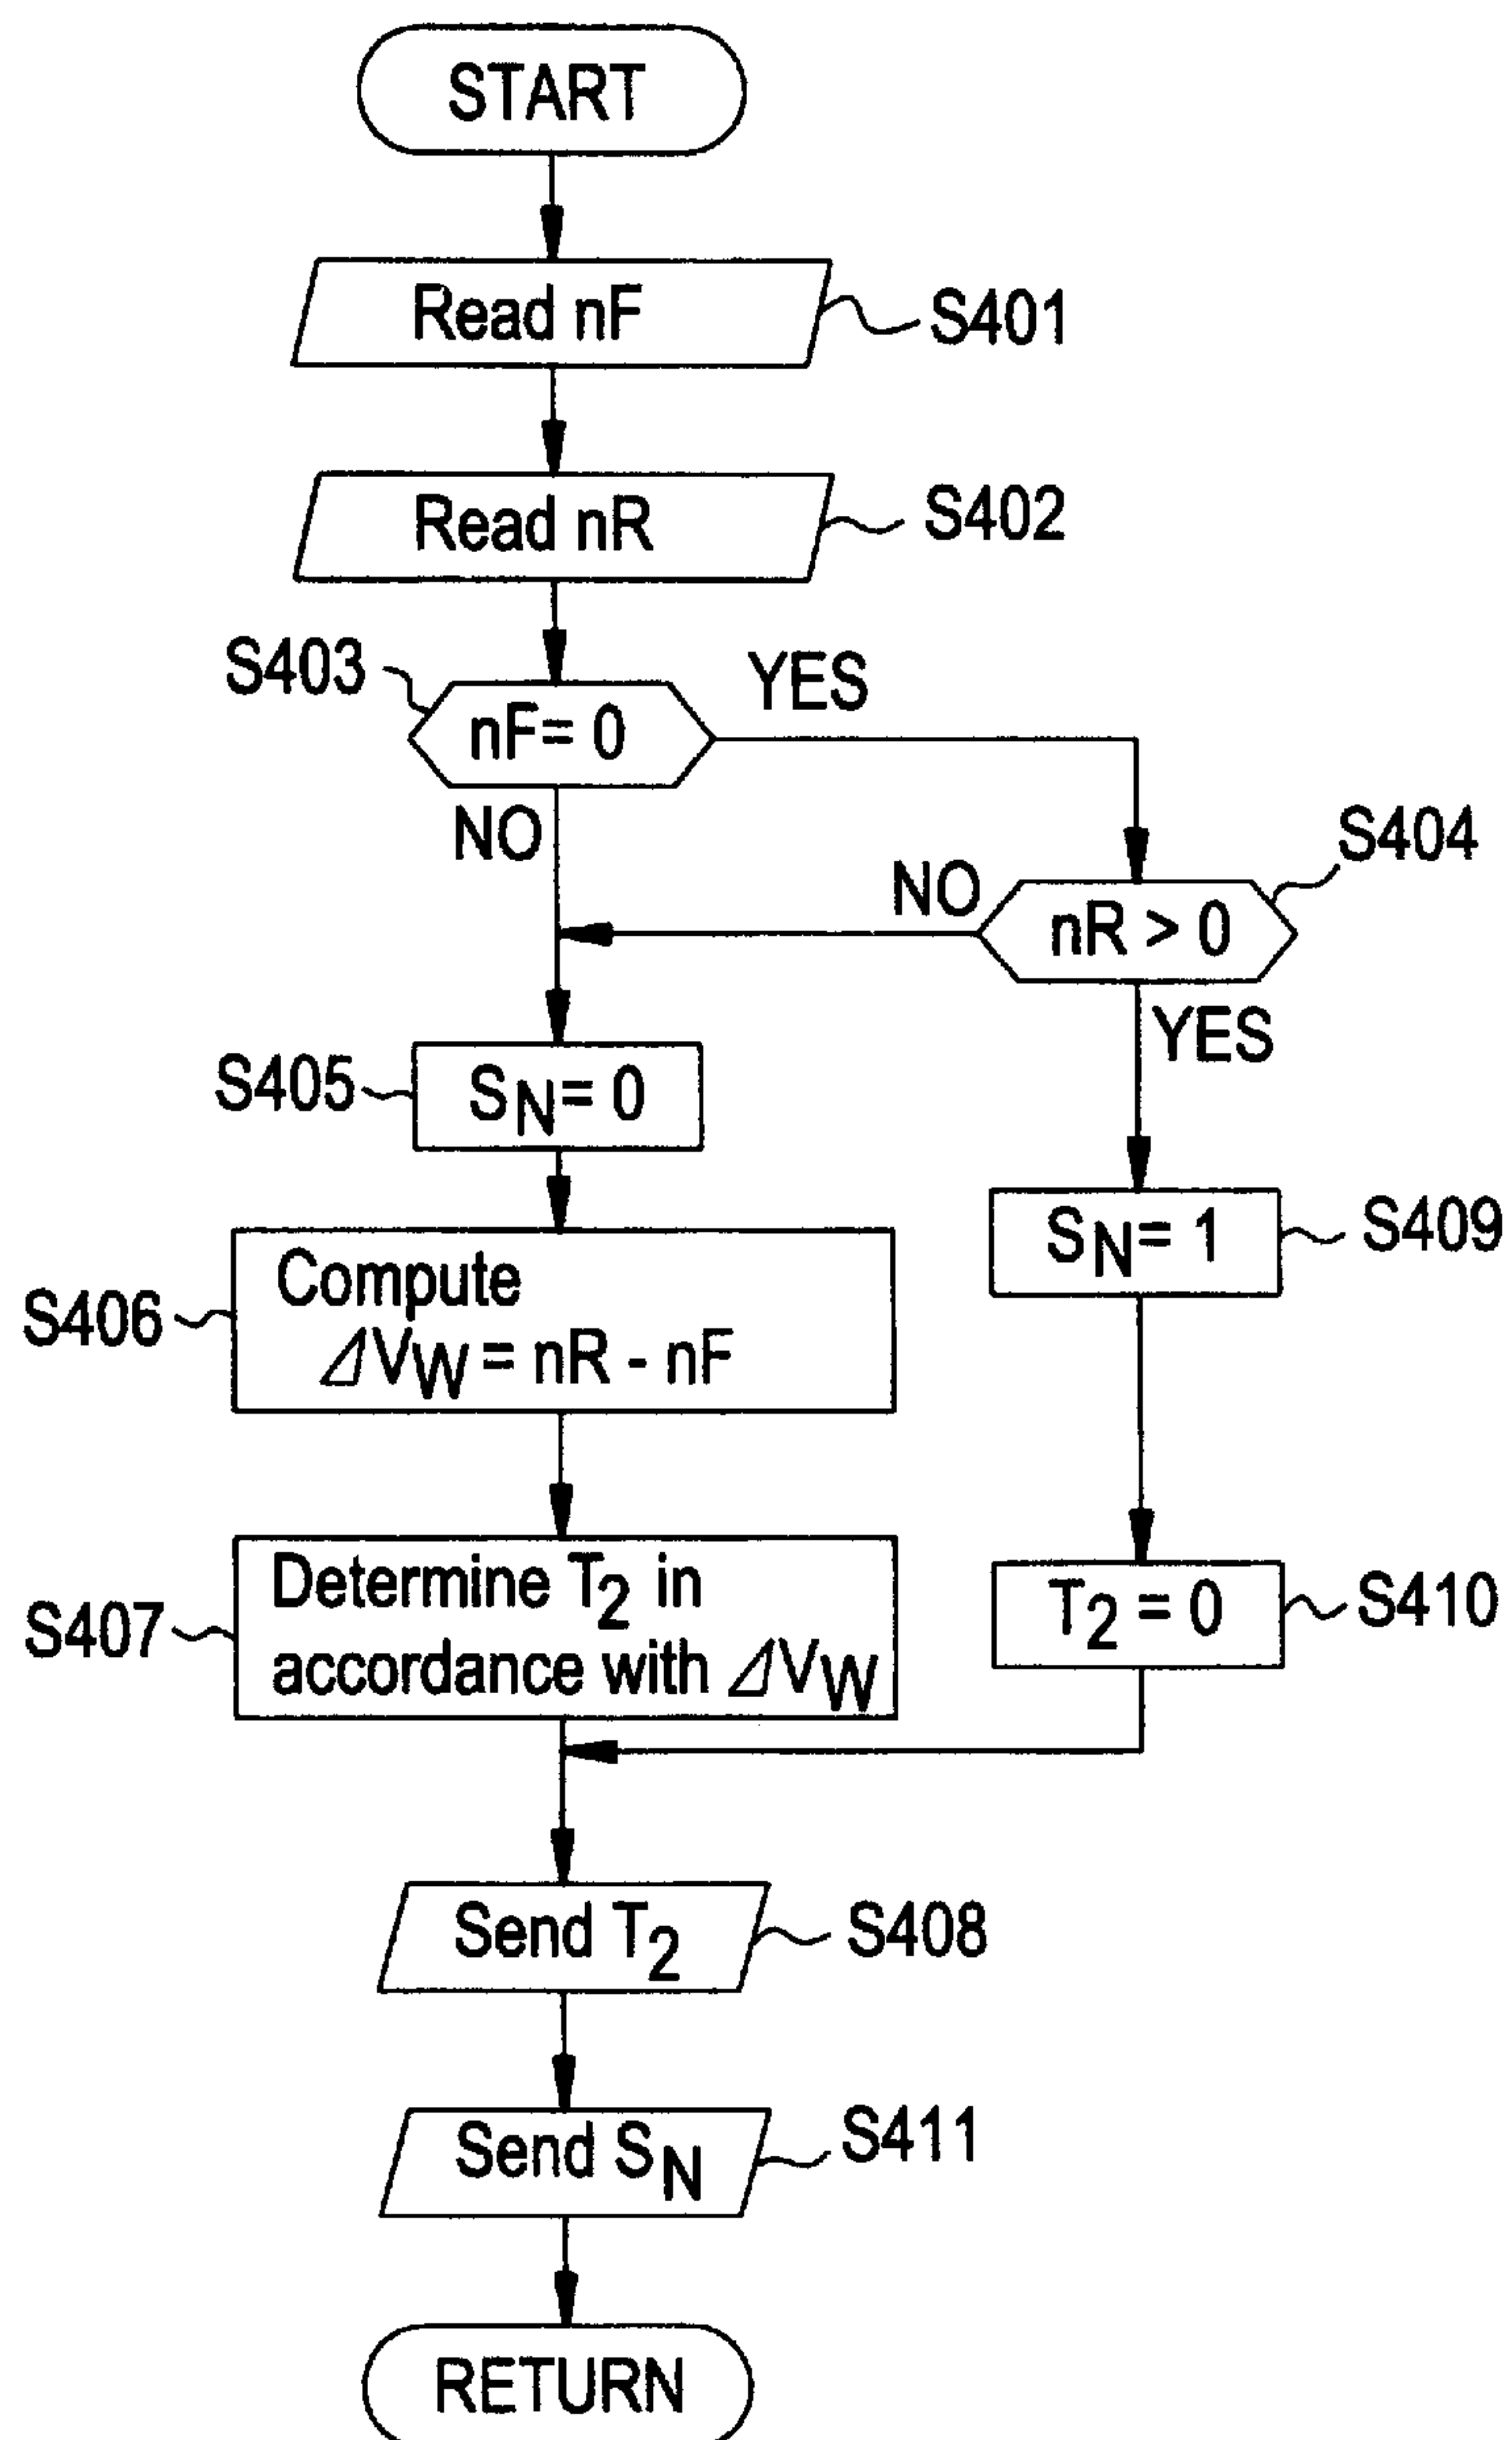 START
Read nF
S401
Read nR
S402
S403
nF= 0
YES
NO
S404
NO
nR > 0
YES
S405
SN= 0
S409
SN= 1
S406
Compute
⊿VW = nR - nF
S407
Determine T2 in
accordance with ⊿VW
T2 = 0
S410
Send T2
S408
Send SN
S411
RETURN